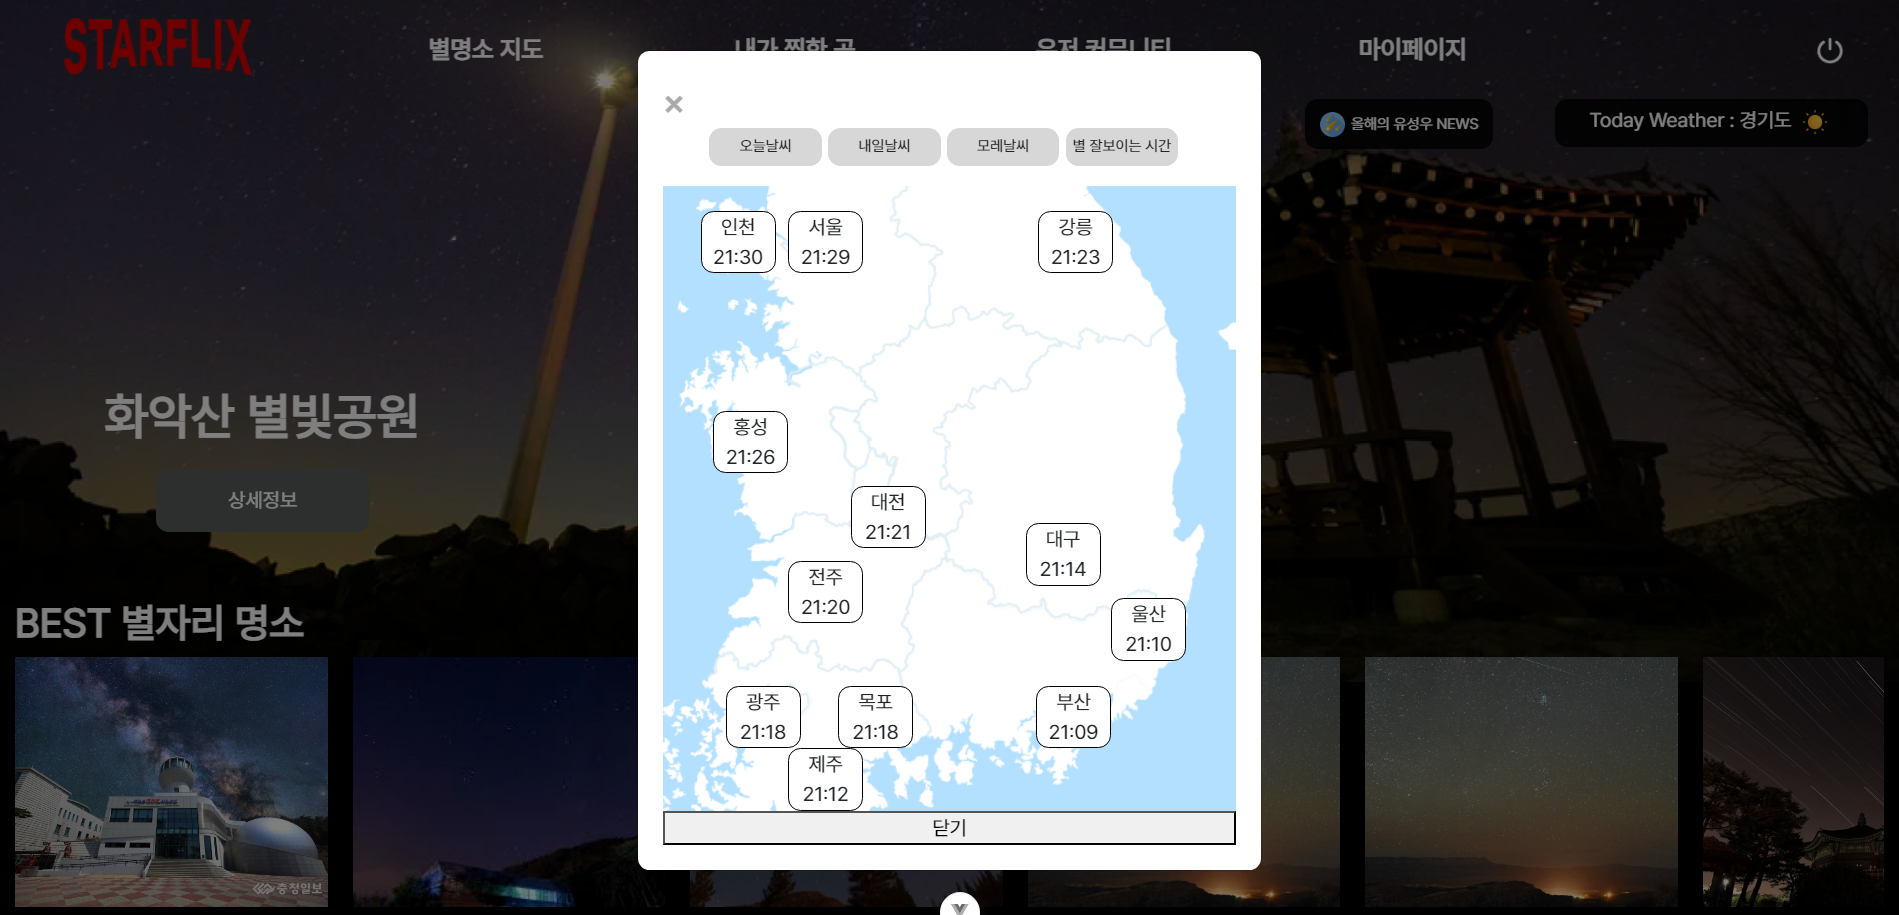 STARFLIX
별명소 지도
내가 찜한 곳
유저 커뮤니티
마이페이지
올해의 유성우 NEWS
Today Weather : 경기도
×
오늘날씨
내일날씨
모레날씨
별 잘보이는 시간
인천
21:30
서울
21:29
강릉
21:23
홍성
21:26
대전
21:21
대구
21:14
전주
21:20
울산
21:10
광주
21:18
목포
21:18
부산
21:09
제주
21:12
닫기
화악산 별빛공원
상세정보
BEST 별자리 명소
충청일보